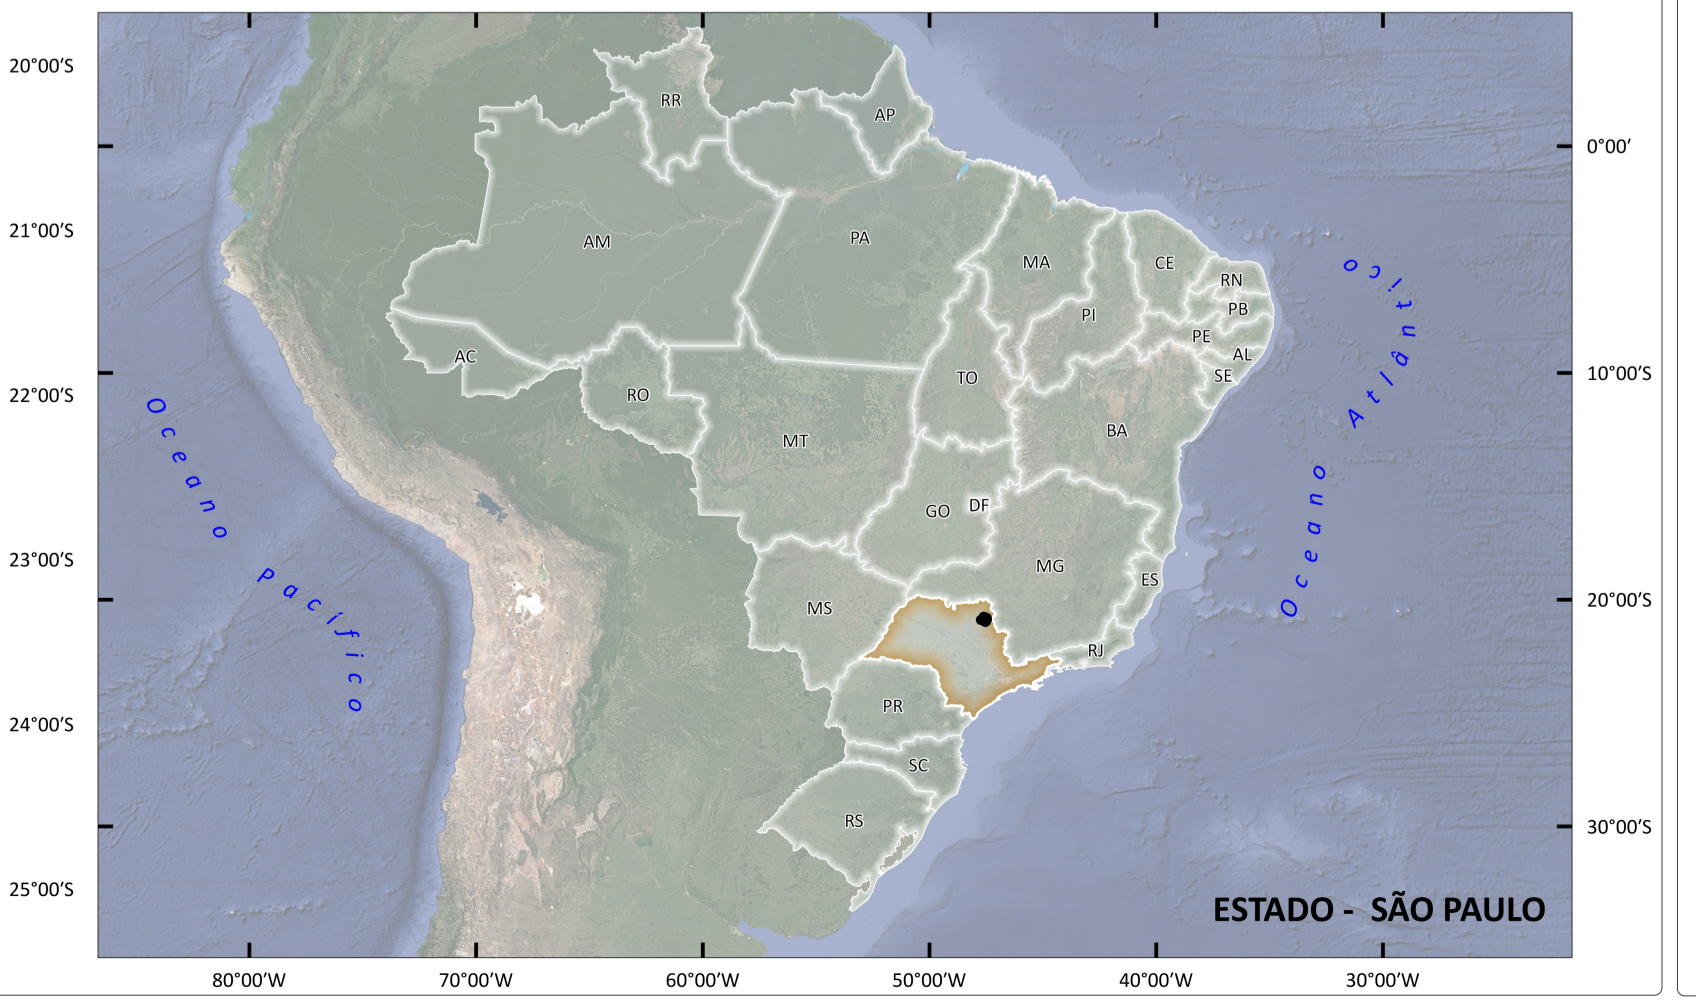 20°00'S
21°00'S
22°00'S
23°00'S
24°00'S
25°00'S
RR
AP
AM
PA
MA
CE
RN
PB
PI
PE
AL
SE
AC
RO
TO
MT
BA
GO
DF
MG
ES
MS
RJ
PR
SC
RS
Oceano
Pacífico
Oceano
Atlântico
0°00'
10°00'S
20°00'S
30°00'S
ESTADO - SÃO PAULO
80°00'W
70°00'W
60°00'W
50°00'W
40°00'W
30°00'W